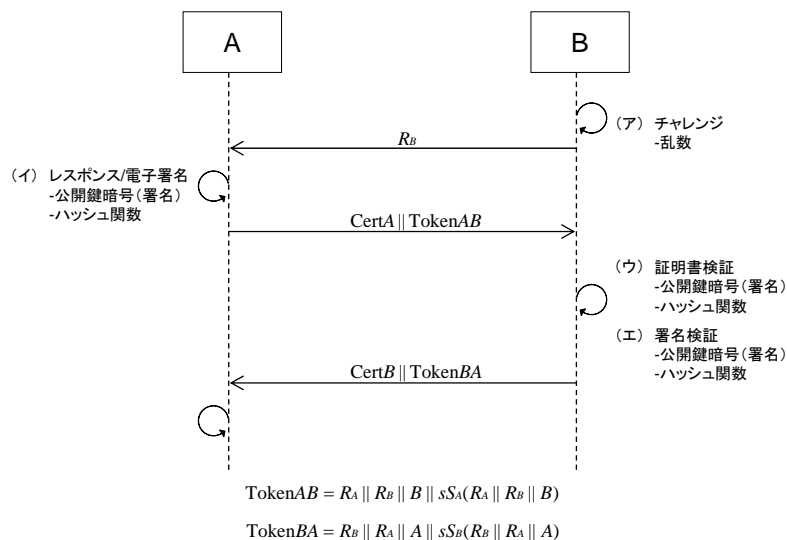 A
B
(ア) チャレンジ
-乱数
RB
(イ) レスポンス/電子署名
-公開鍵暗号(署名)
-ハッシュ関数
CertA || TokenAB
(ウ) 証明書検証
-公開鍵暗号(署名)
-ハッシュ関数
(エ) 署名検証
-公開鍵暗号(署名)
-ハッシュ関数
CertB || TokenBA
TokenAB = RA || RB || B || sSA(RA || RB || B)
TokenBA = RB || RA || A || sSB(RB || RA || A)